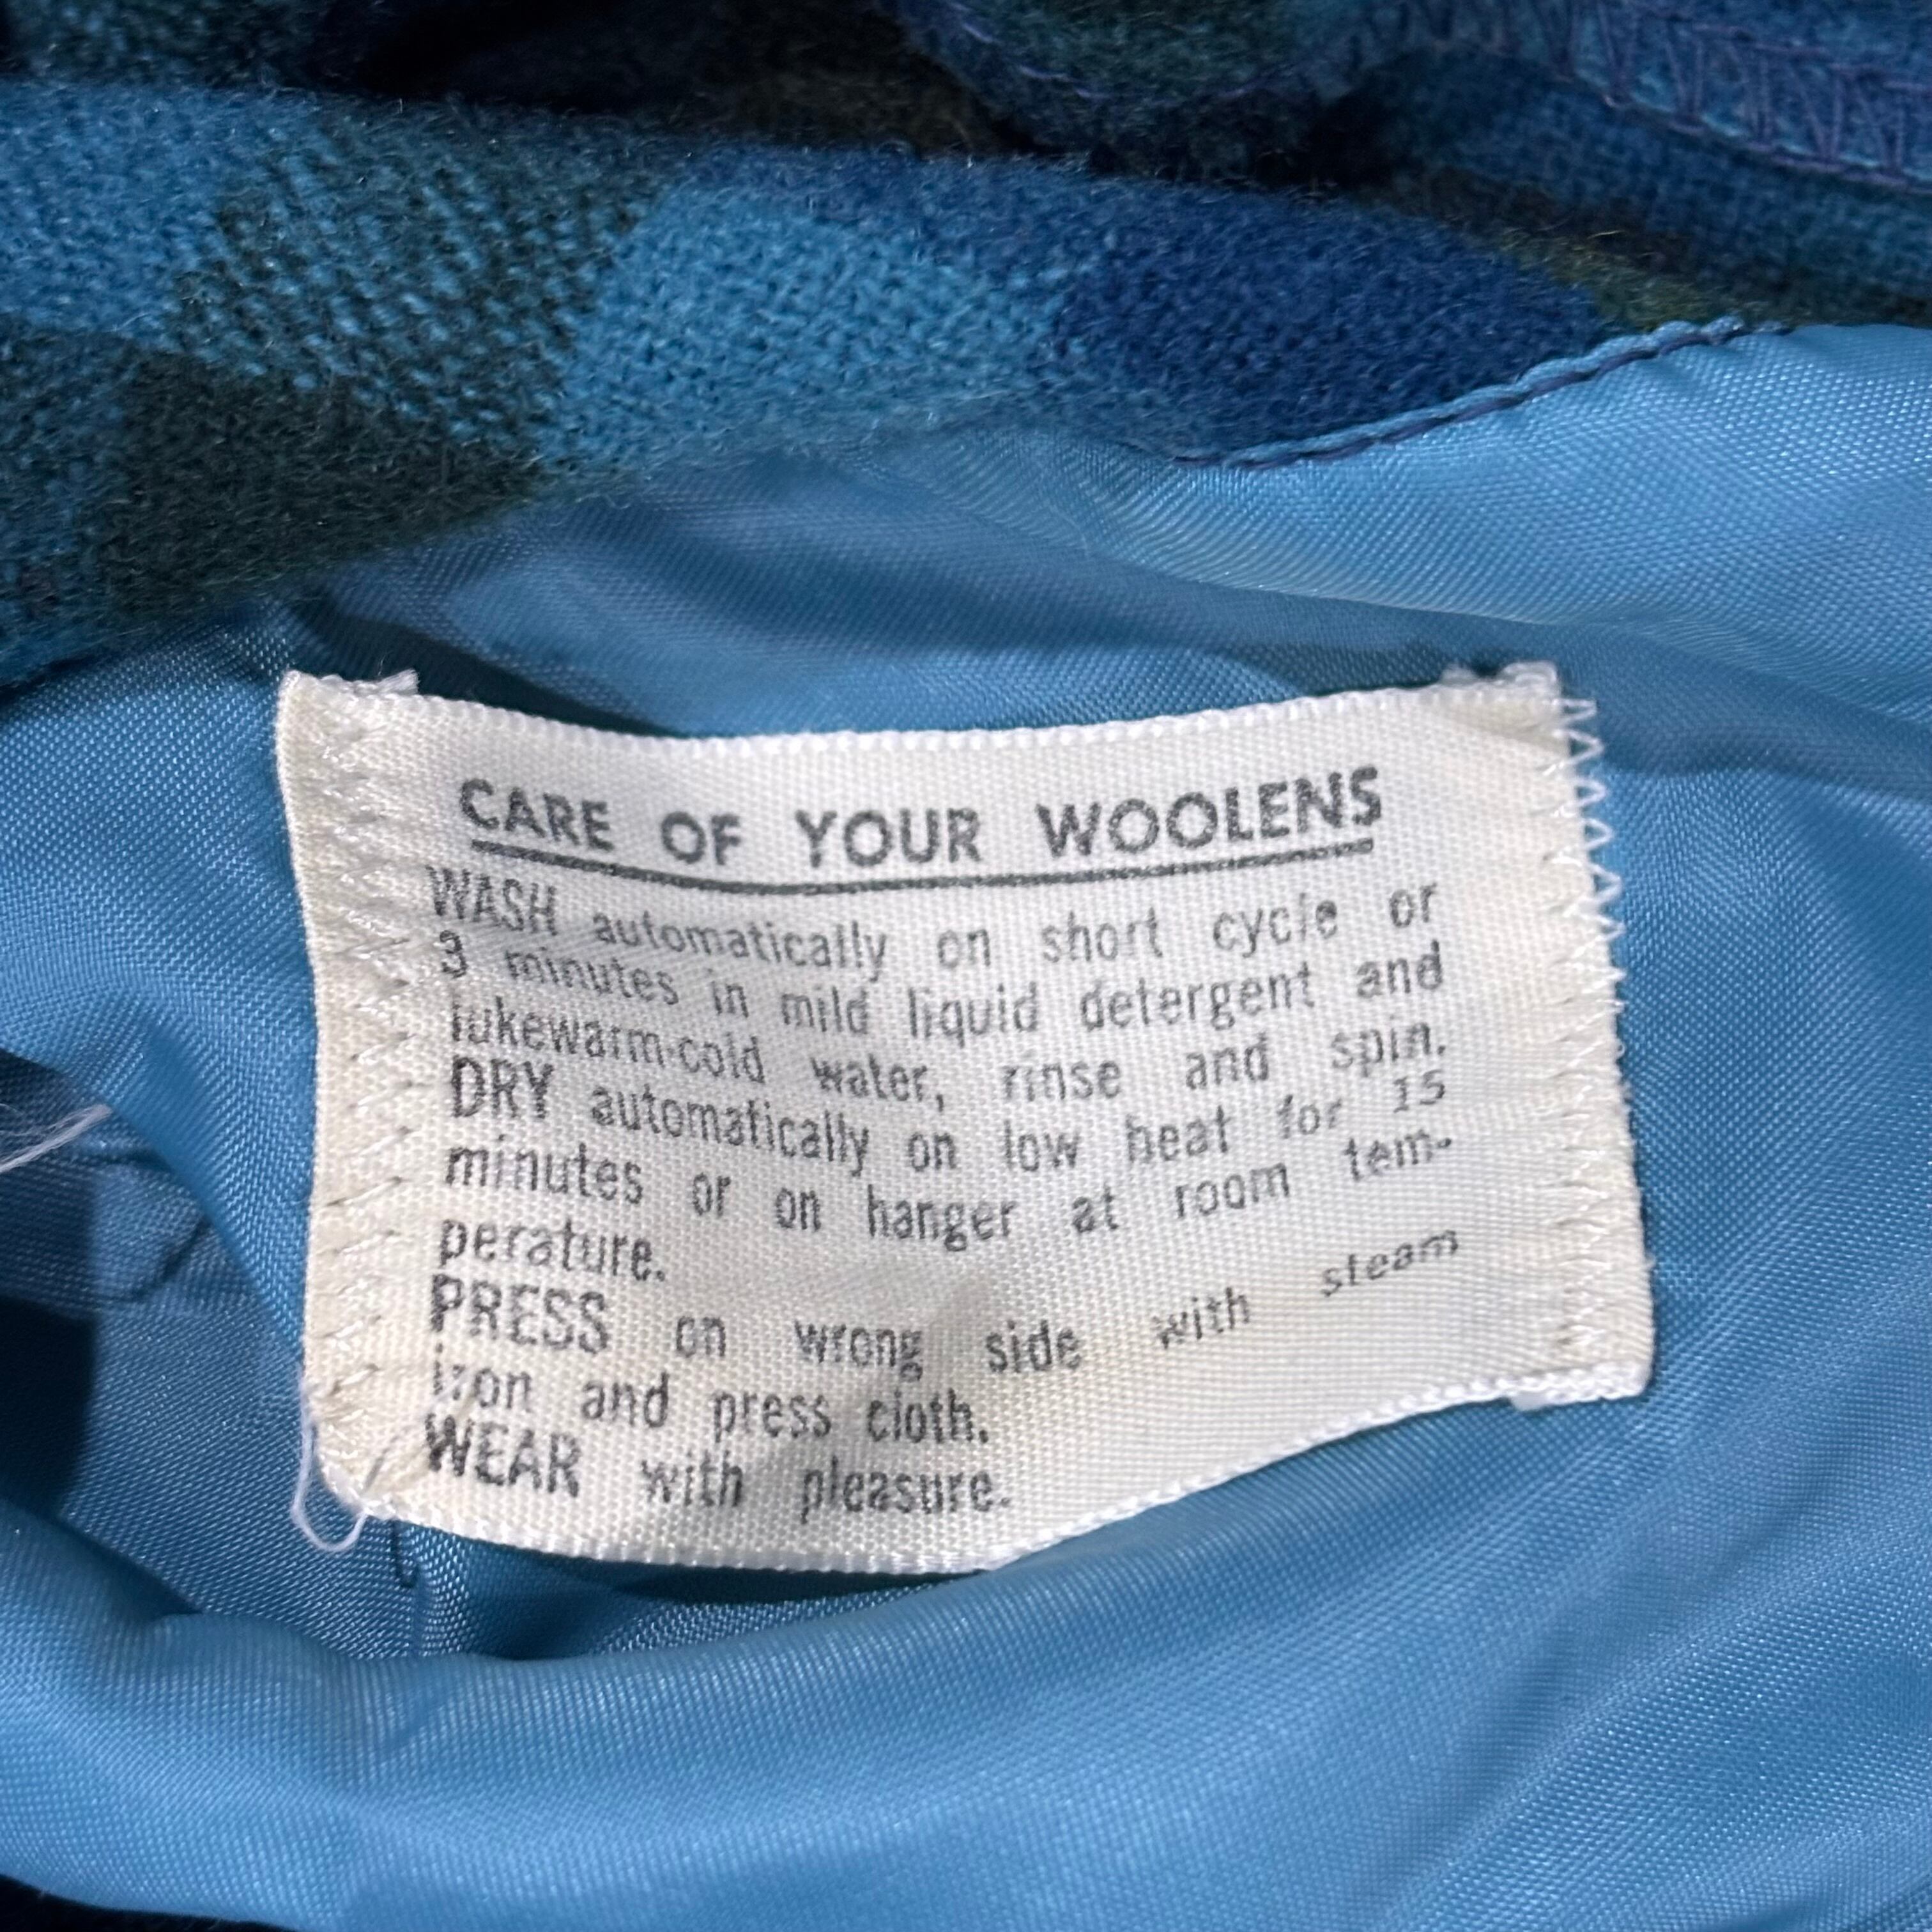 CARE OF YOUR WOOLENS
WASH automatically on short cycle or
3 minutes in mild liquid detergent and
lukewarm-cold water, rinse and spin.
DRY automatically on low heat for 15
minutes or on hanger at room tem-
perature.
PRESS on wrong side with steam
iron and press cloth.
WEAR with pleasure.